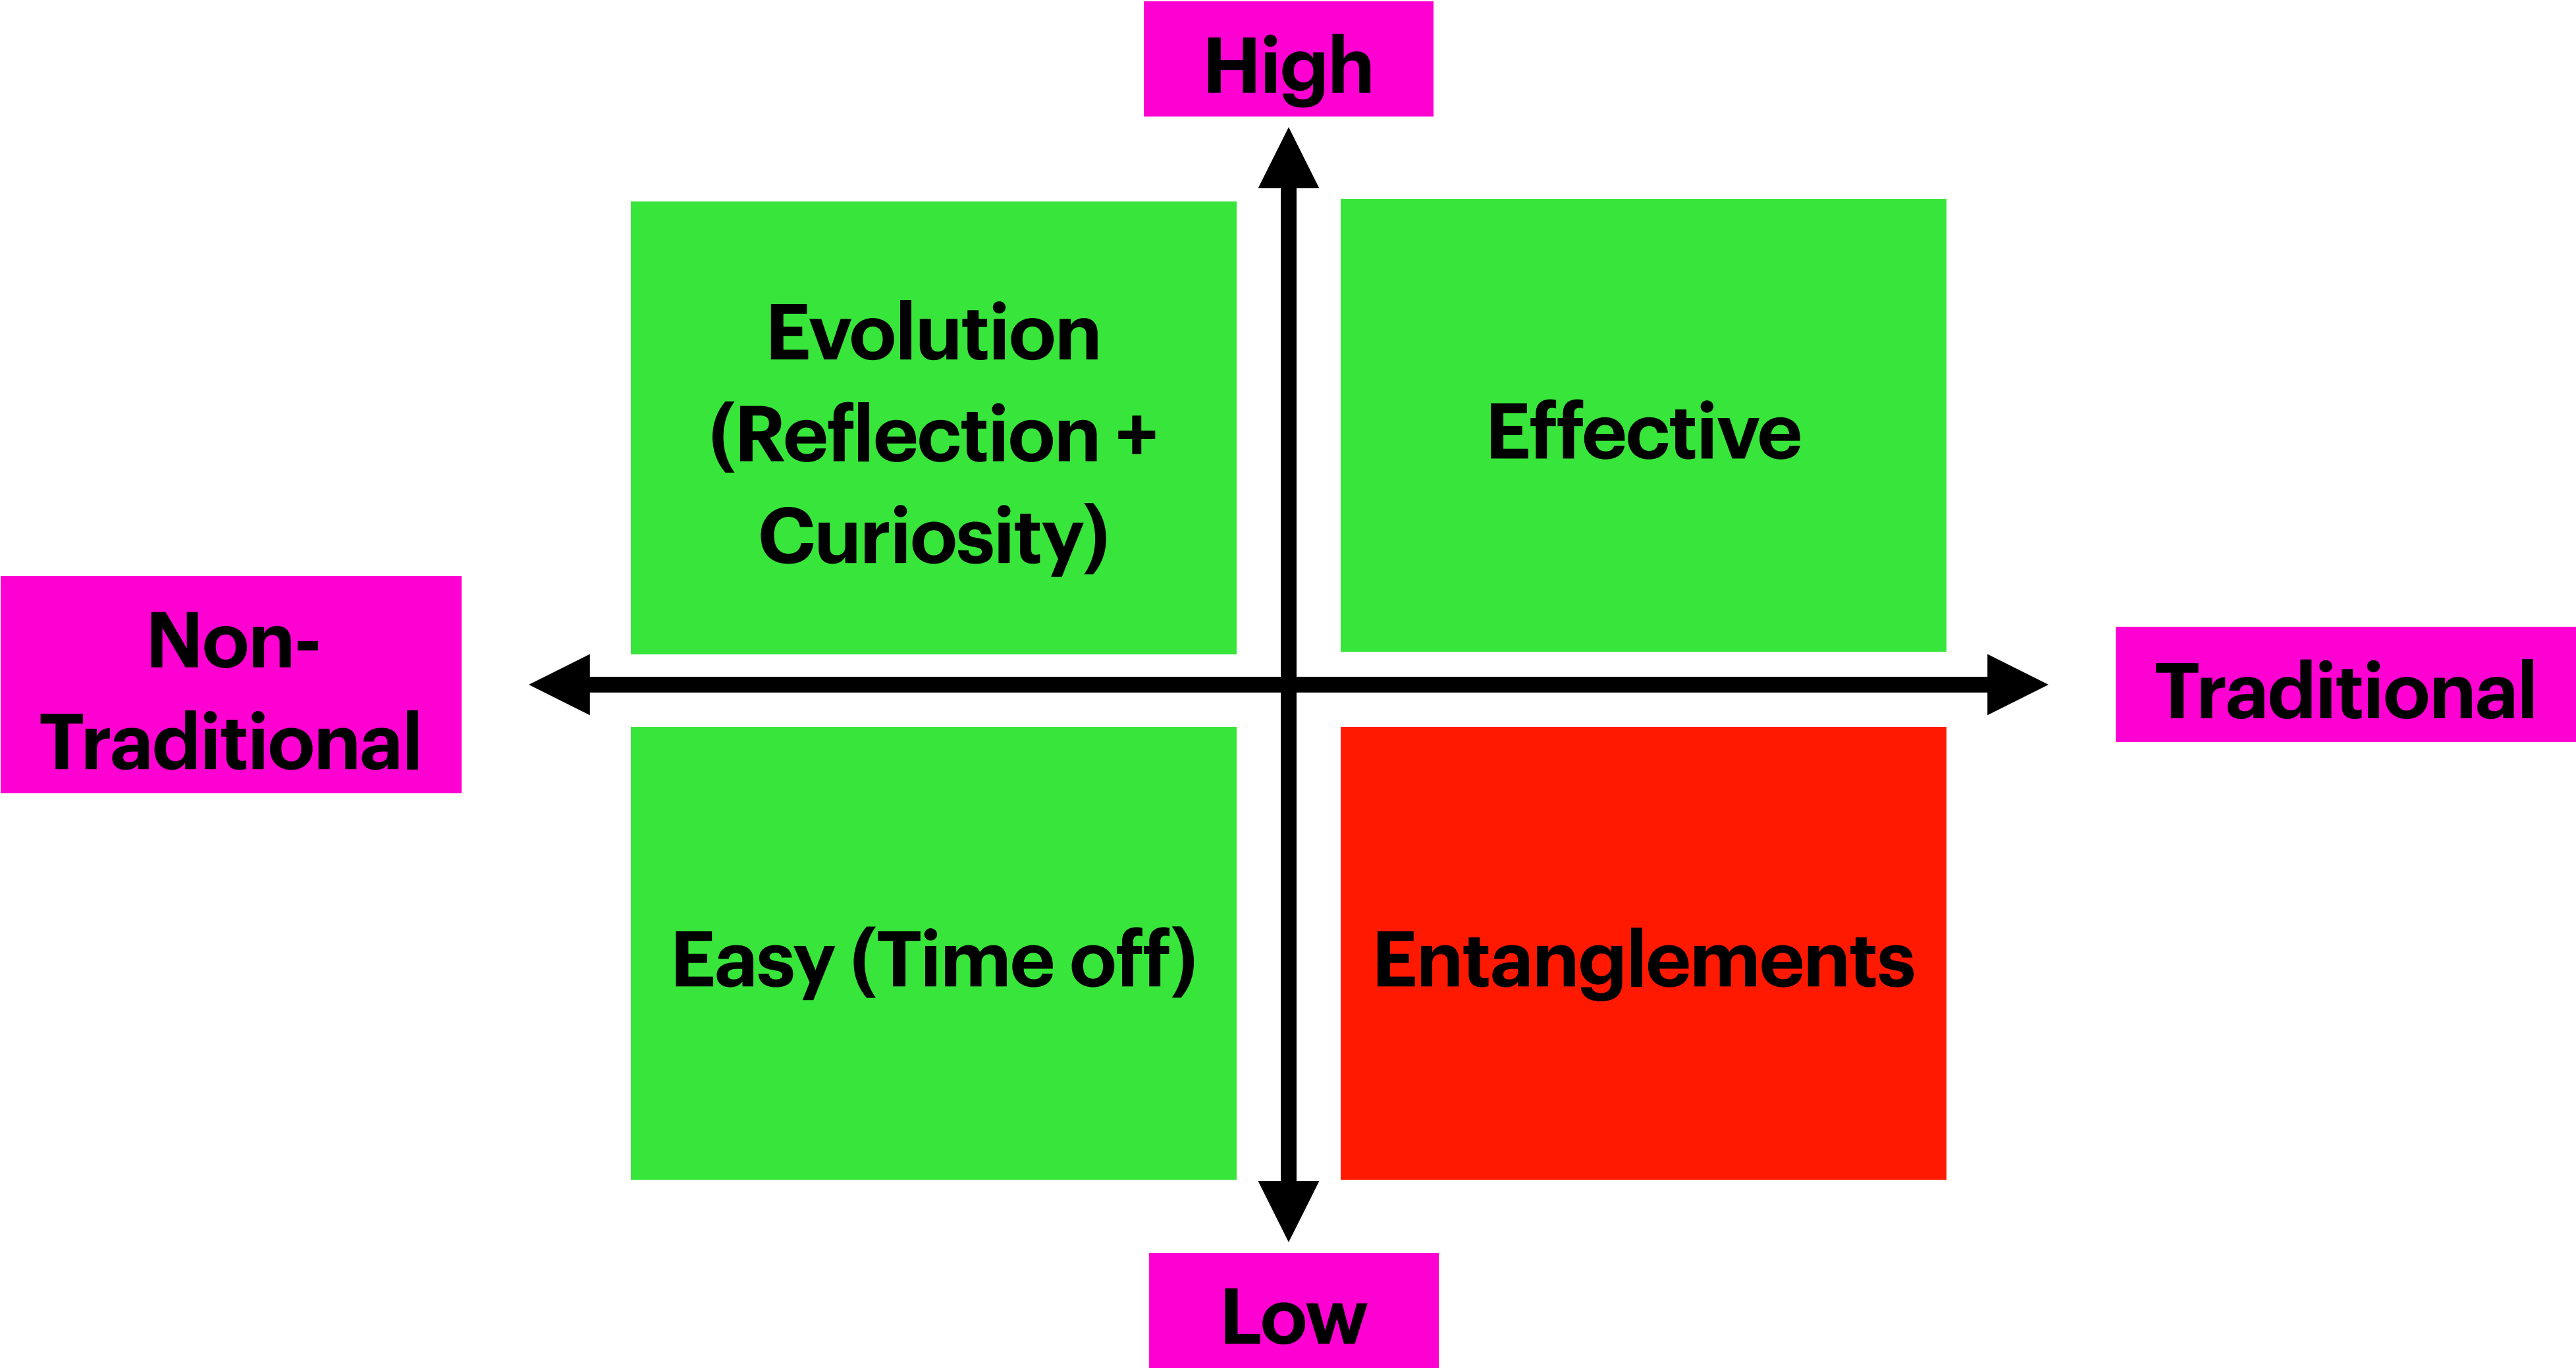 High
Evolution
(Reflection +
Curiosity)
Effective
Non-
Traditional
Traditional
Easy (Time off)
Entanglements
Low